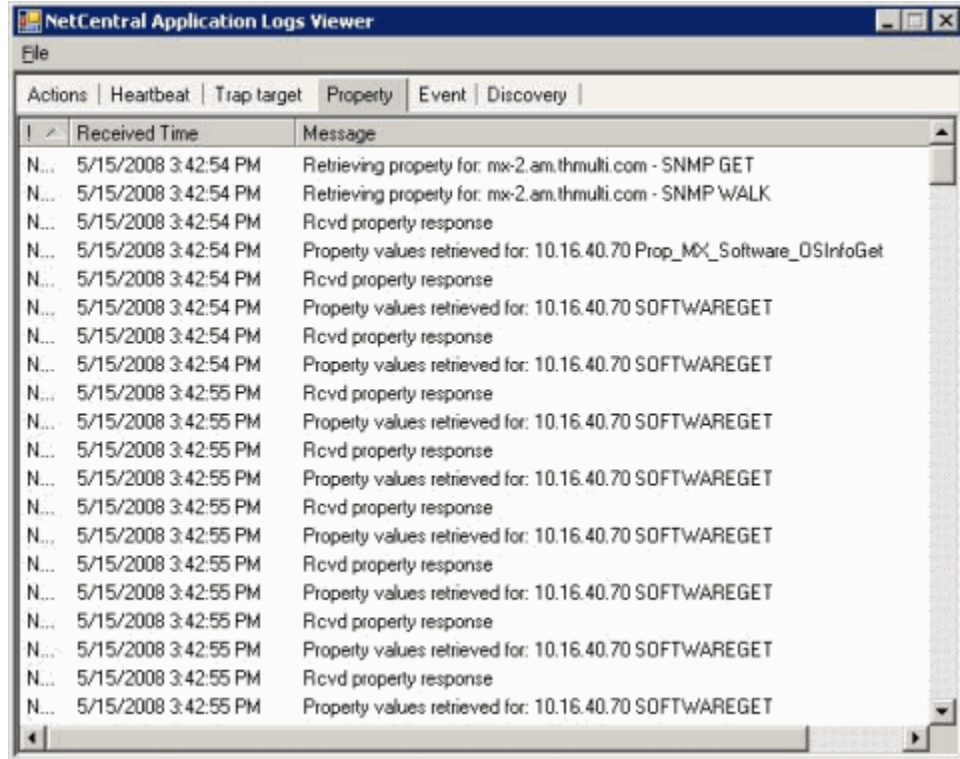 NetCentral Application Logs Viewer
File
Actions | Heartbeat | Trap target Property Event | Discovery |
! Received Time Message
N... 5/15/2008 3:42:54 PM Retrieving property for: mx-2.am.thmulti.com - SNMP GET
N... 5/15/2008 3:42:54 PM Retrieving property for: mx-2.am.thmulti.com - SNMP WALK
N... 5/15/2008 3:42:54 PM Rcvd property response
N... 5/15/2008 3:42:54 PM Property values retrieved for: 10.16.40.70 Prop_MX_Software_OSInfoGet
N... 5/15/2008 3:42:54 PM Rcvd property response
N... 5/15/2008 3:42:54 PM Property values retrieved for: 10.16.40.70 SOFTWAREGET
N... 5/15/2008 3:42:54 PM Rcvd property response
N... 5/15/2008 3:42:54 PM Property values retrieved for: 10.16.40.70 SOFTWAREGET
N... 5/15/2008 3:42:55 PM Rcvd property response
N... 5/15/2008 3:42:55 PM Property values retrieved for: 10.16.40.70 SOFTWAREGET
N... 5/15/2008 3:42:55 PM Rcvd property response
N... 5/15/2008 3:42:55 PM Property values retrieved for: 10.16.40.70 SOFTWAREGET
N... 5/15/2008 3:42:55 PM Rcvd property response
N... 5/15/2008 3:42:55 PM Property values retrieved for: 10.16.40.70 SOFTWAREGET
N... 5/15/2008 3:42:55 PM Rcvd property response
N... 5/15/2008 3:42:55 PM Property values retrieved for: 10.16.40.70 SOFTWAREGET
N... 5/15/2008 3:42:55 PM Rcvd property response
N... 5/15/2008 3:42:55 PM Property values retrieved for: 10.16.40.70 SOFTWAREGET
N... 5/15/2008 3:42:55 PM Rcvd property response
N... 5/15/2008 3:42:55 PM Property values retrieved for: 10.16.40.70 SOFTWAREGET